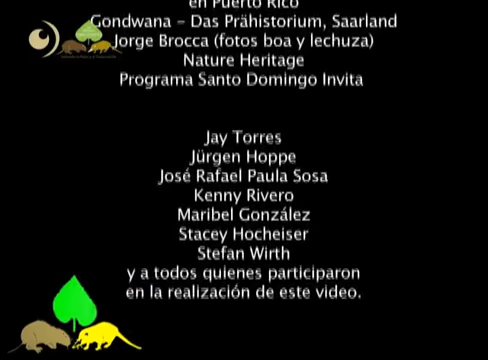 en Puerto Rico
Gondwana – Das Prähistorium, Saarland
Jorge Brocca (fotos boa y lechuza)
Nature Heritage
Programa Santo Domingo Invita
Jay Torres
Jürgen Hoppe
José Rafael Paula Sosa
Kenny Rivero
Maribel González
Stacey Hocheiser
Stefan Wirth
y a todos quienes participaron
en la realización de este video.